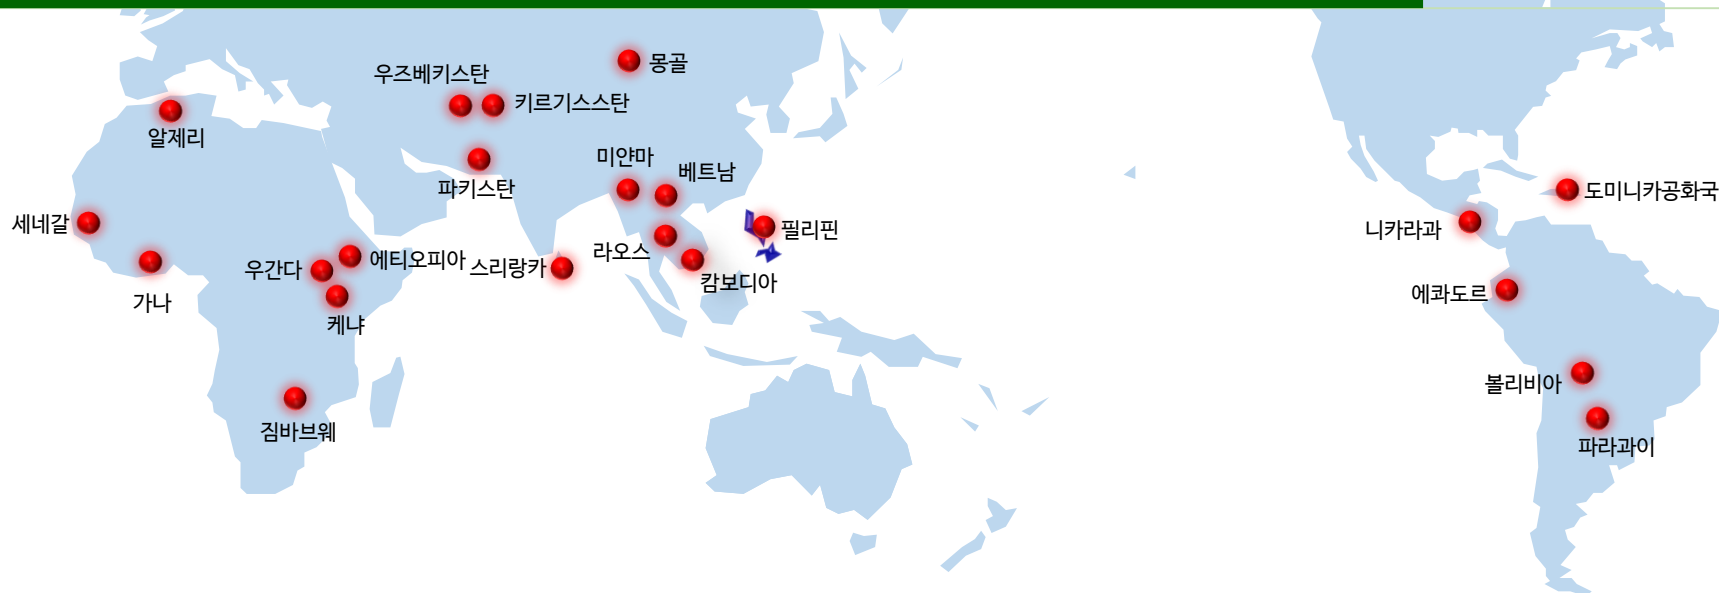 몽골
우즈베키스탄
키르기스스탄
알제리
미얀마
베트남
파키스탄
도미니카공화국
세네갈
필리핀
니카라과
라오스
에티오피아
스리랑카
우간다
캄보디아
에콰도르
가나
케냐
볼리비아
짐바브웨
파라과이